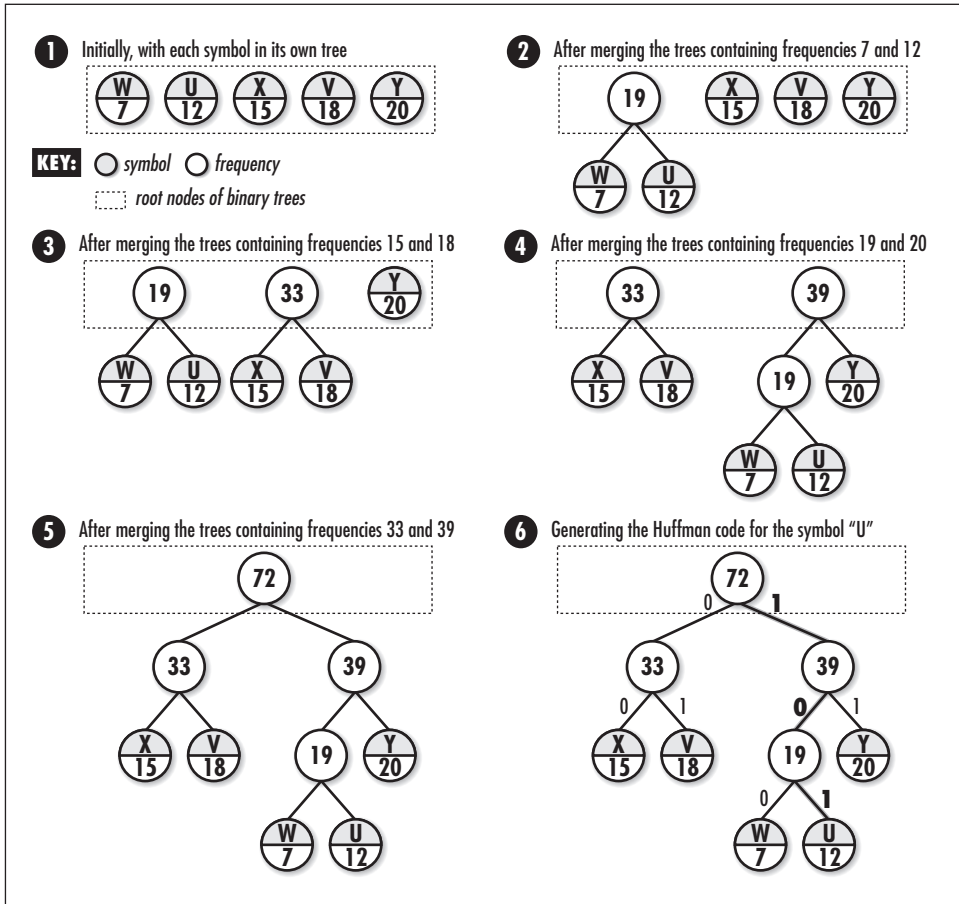 1 Initially, with each symbol in its own tree
W U X V Y
7 12 15 18 20
KEY: symbol frequency
root nodes of binary trees
2 After merging the trees containing frequencies 7 and 12
19 X V Y
15 18 20
W U
7 12
3 After merging the trees containing frequencies 15 and 18
19 33 Y
20
W U X V
7 12 15 18
4 After merging the trees containing frequencies 19 and 20
33 39
X V 19 Y
15 18 20
W U
7 12
5 After merging the trees containing frequencies 33 and 39
72
33 39
X V 19 Y
15 18 20
W U
7 12
6 Generating the Huffman code for the symbol “U”
72
0 1
33 39
0 1 0 1
X V 19 Y
15 18 20
0 1
W U
7 12